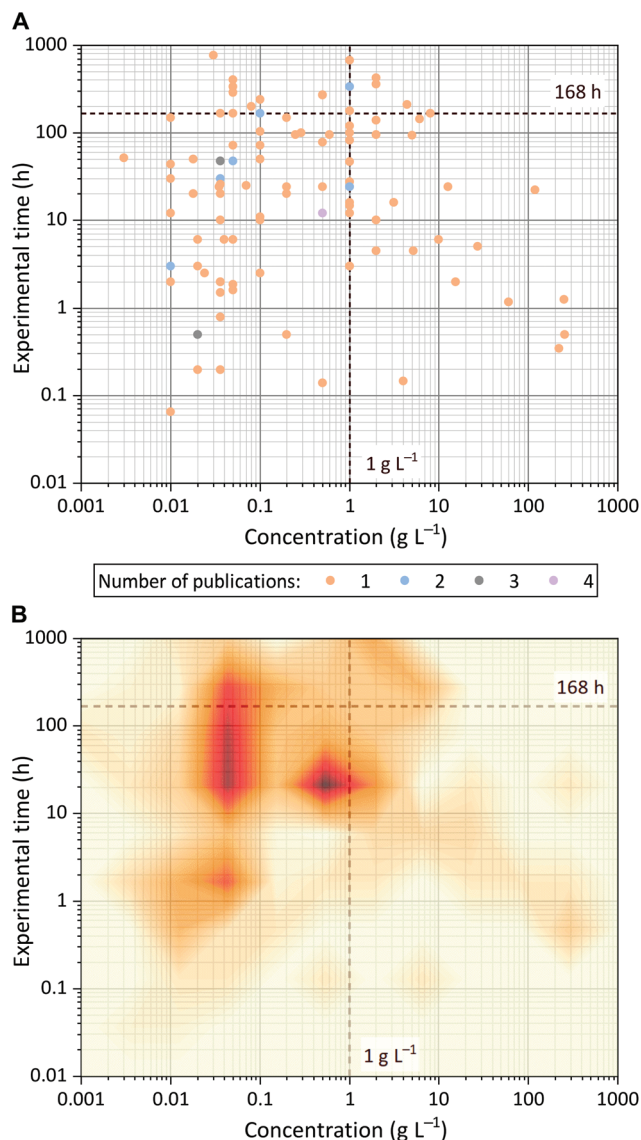 A
1000
100
10
1
0.1
0.01
Experimental time (h)
168 h
1 g L⁻¹
0.001 0.01 0.1 1 10 100 1000
Concentration (g L⁻¹)
Number of publications: 1 2 3 4
B
1000
100
10
1
0.1
0.01
Experimental time (h)
168 h
1 g L⁻¹
0.001 0.01 0.1 1 10 100 1000
Concentration (g L⁻¹)